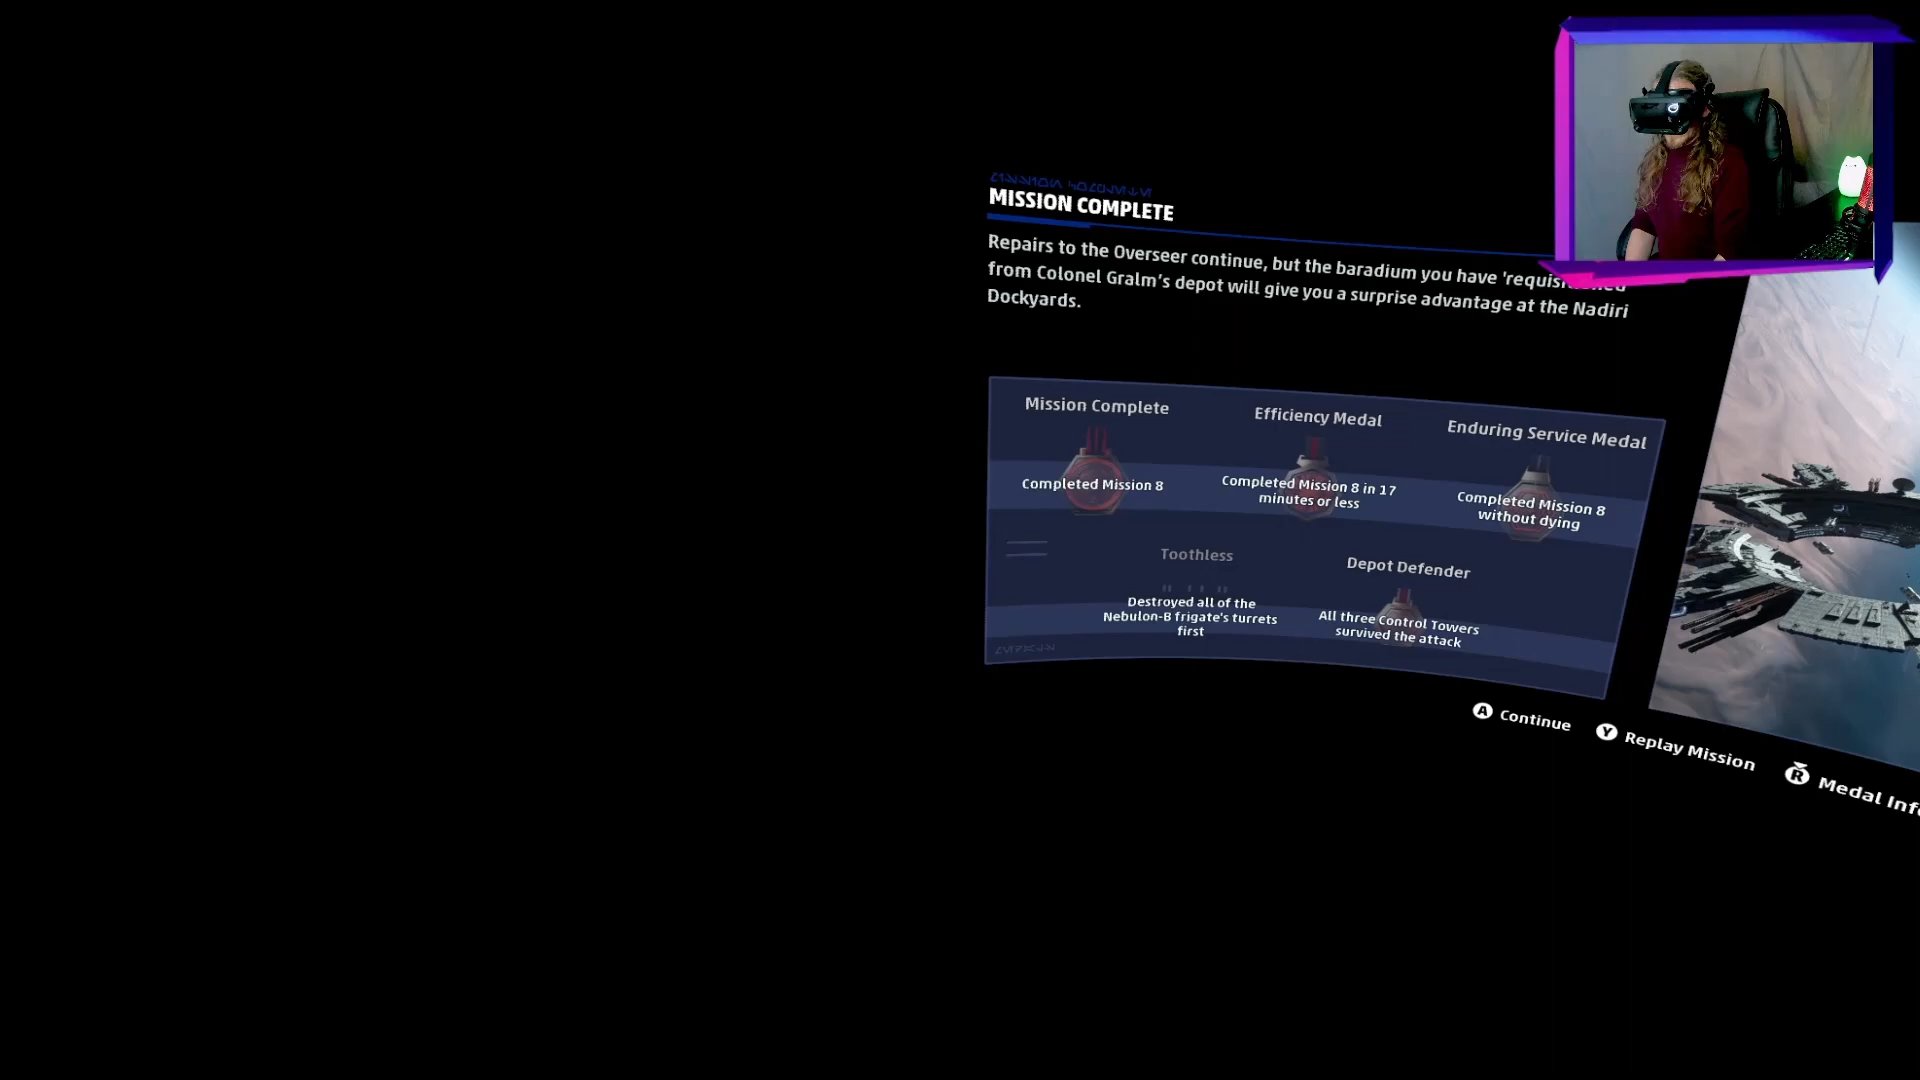 MISSION COMPLETE
Repairs to the Overseer continue, but the baradium you have
from Colonel Gralm's depot will give you a surprise advantage at the Nadiri
Dockyards.
Mission Complete
Completed Mission 8
Efficiency Medal
Completed Mission 8 in 17
minutes or less
Enduring Service Medal
Completed Mission 8
without dying
Toothless
Destroyed all of the
Nebulon-B frigate's turrets
first
Depot Defender
All three Control Towers
survived the attack
A Continue
Y Replay Mission
R Medal